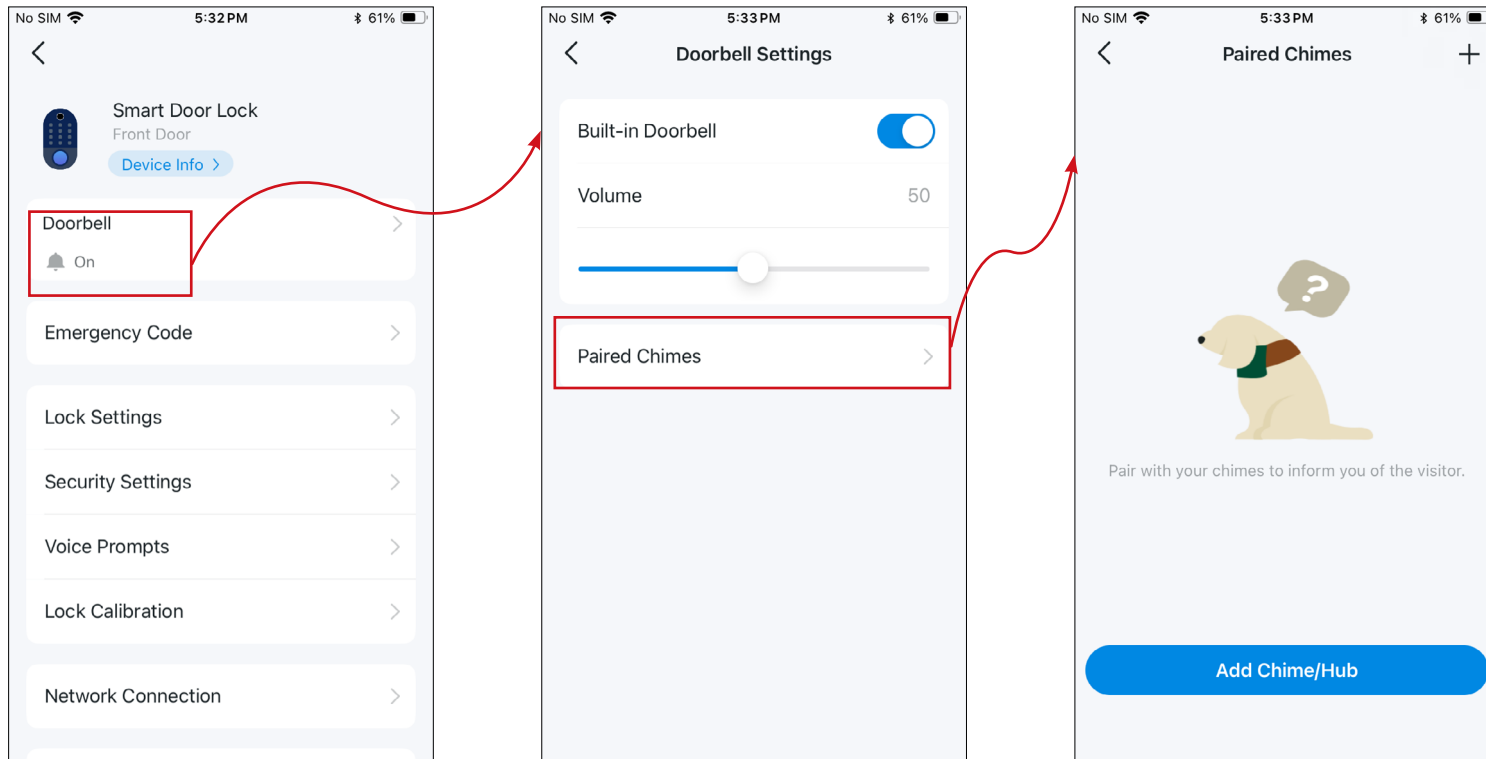 No SIM 5:32 PM 61%
Smart Door Lock
Front Door
Device Info
Doorbell
On
Emergency Code
Lock Settings
Security Settings
Voice Prompts
Lock Calibration
Network Connection
No SIM 5:33 PM 61%
Doorbell Settings
Built-in Doorbell
Volume 50
Paired Chimes
No SIM 5:33 PM 61%
Paired Chimes
?
Pair with your chimes to inform you of the visitor.
Add Chime/Hub